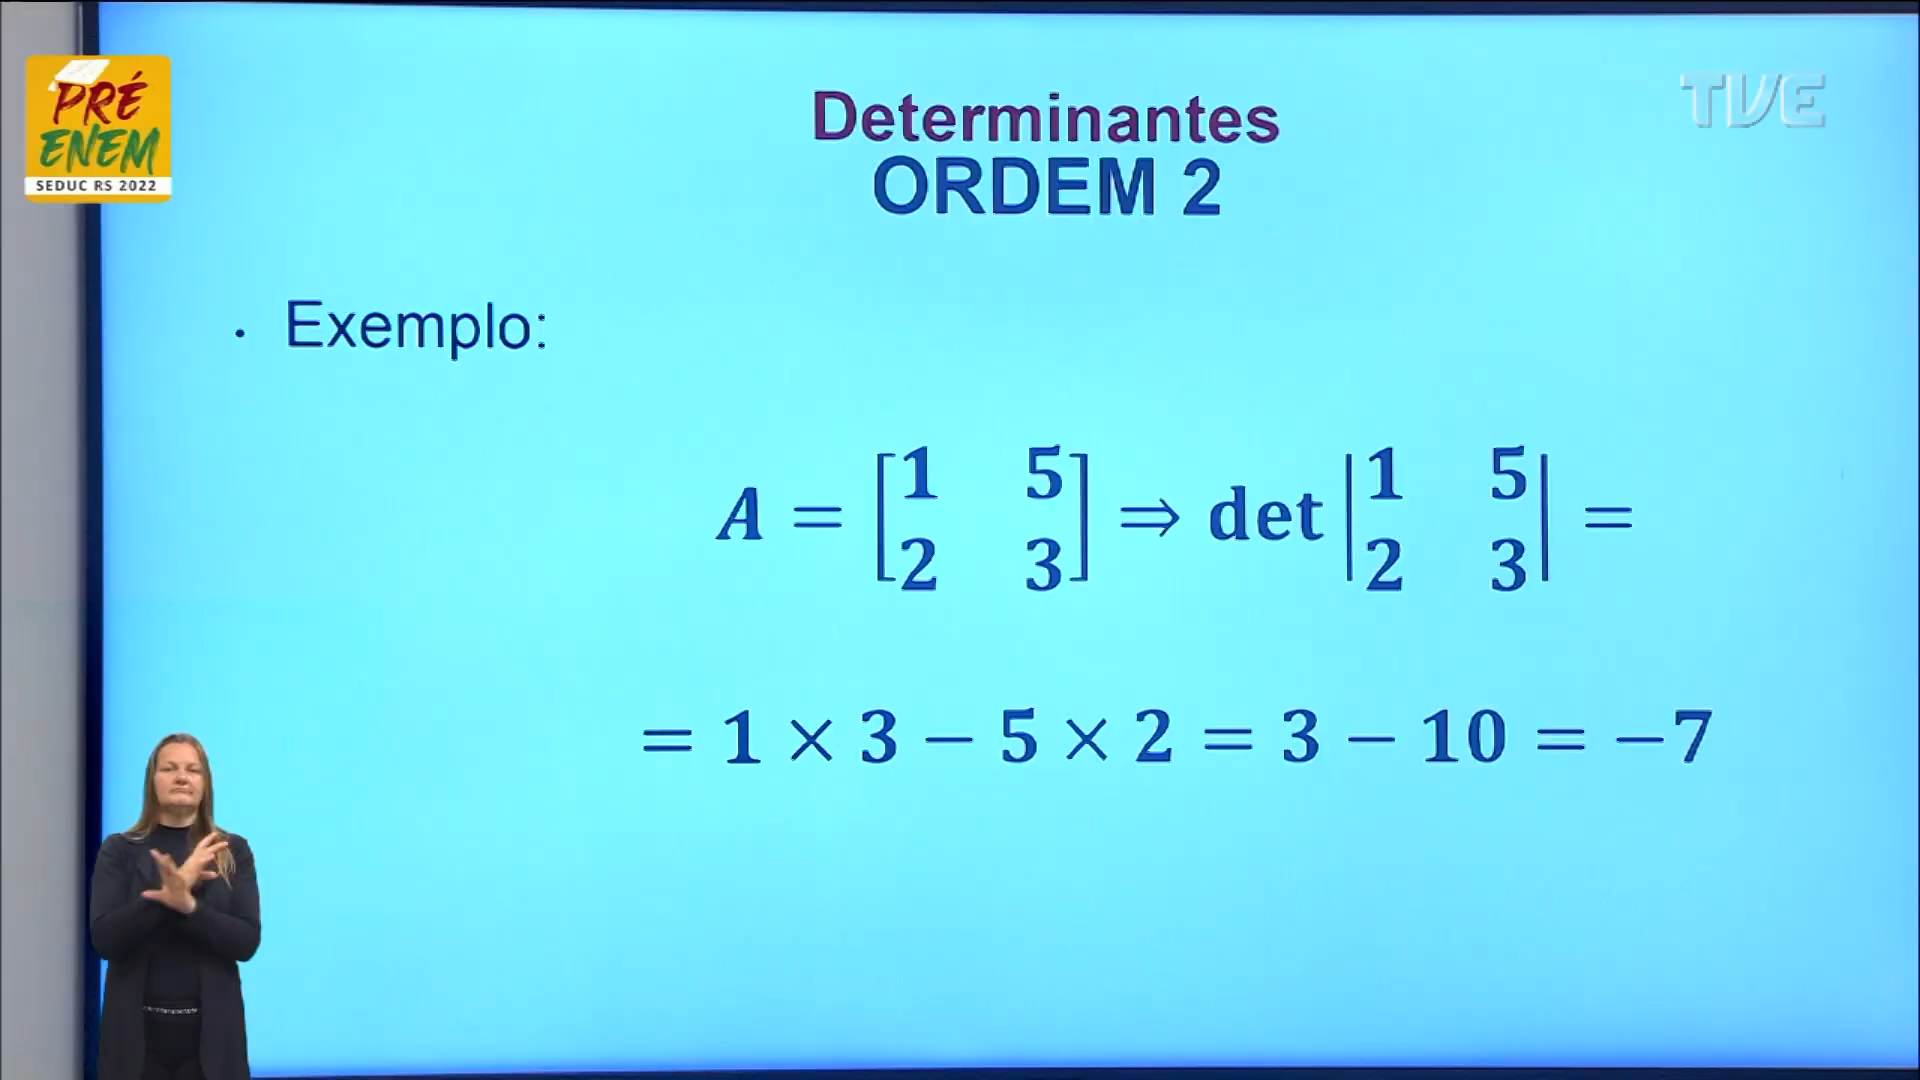 PRÉ
ENEM
SEDUC RS 2022
TVE
Determinantes
ORDEM 2
• Exemplo:
A = [1 5
2 3] ⇒ det |1 5
2 3| =
= 1 × 3 − 5 × 2 = 3 − 10 = −7